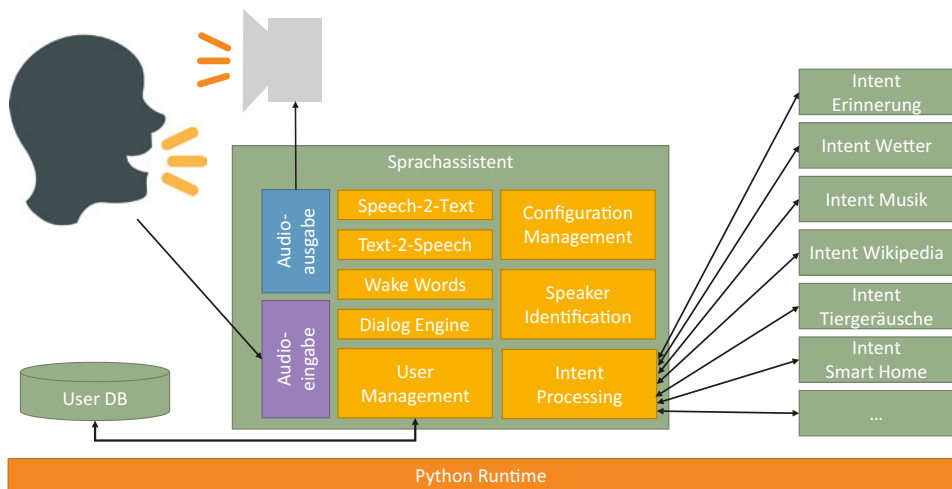 Sprachassistent
Audio-
ausgabe
Audio-
eingabe
Speech-2-Text
Text-2-Speech
Wake Words
Dialog Engine
User
Management
Configuration
Management
Speaker
Identification
Intent
Processing
Intent
Erinnerung
Intent Wetter
Intent Musik
Intent Wikipedia
Intent
Tiergeräusche
Intent
Smart Home
...
User DB
Python Runtime